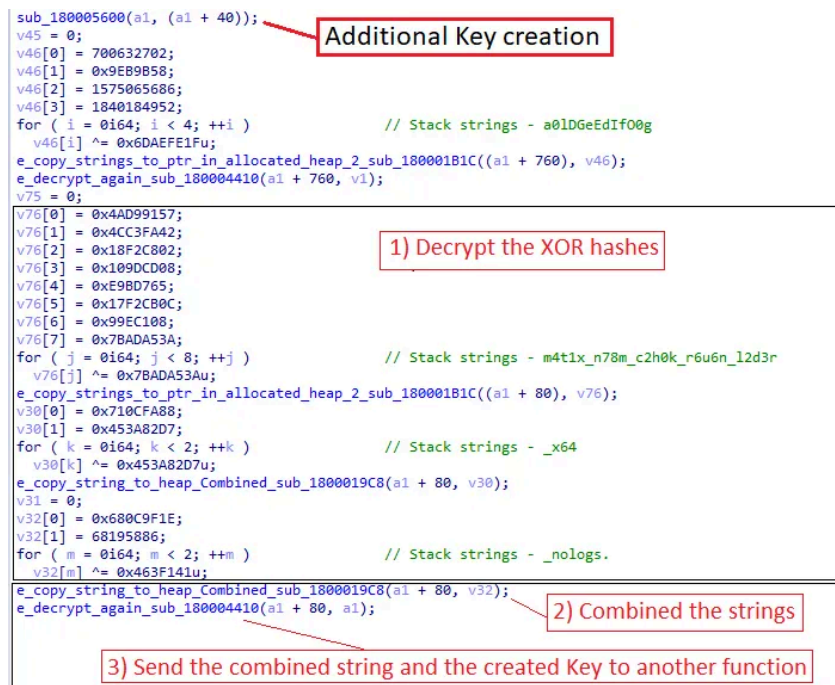 sub_180005600(a1, (a1 + 40));
Additional Key creation
v45 = 0;
v46[0] = 700632702;
v46[1] = 0x9EB9B58;
v46[2] = 1575065686;
v46[3] = 1840184952;
for ( i = 0i64; i < 4; ++i ) // Stack strings - a0lDGeEdIfO0g
v46[i] ^= 0x6DAEFE1Fu;
e_copy_strings_to_ptr_in_allocated_heap_2_sub_180001B1C((a1 + 760), v46);
e_decrypt_again_sub_180004410(a1 + 760, v1);
v75 = 0;
v76[0] = 0x4AD99157;
v76[1] = 0x4CC3FA42;
1) Decrypt the XOR hashes
v76[2] = 0x18F2C802;
v76[3] = 0x109DCD08;
v76[4] = 0xE9BD765;
v76[5] = 0x17F2CB0C;
v76[6] = 0x99EC108;
v76[7] = 0x7BADA53A;
for ( j = 0i64; j < 8; ++j ) // Stack strings - m4t1x_n78m_c2h0k_r6u6n_l2d3r
v76[j] ^= 0x7BADA53Au;
e_copy_strings_to_ptr_in_allocated_heap_2_sub_180001B1C((a1 + 80), v76);
v30[0] = 0x710CFA88;
v30[1] = 0x453A82D7;
for ( k = 0i64; k < 2; ++k ) // Stack strings - _x64
v30[k] ^= 0x453A82D7u;
e_copy_string_to_heap_Combined_sub_1800019C8(a1 + 80, v30);
v31 = 0;
v32[0] = 0x680C9F1E;
v32[1] = 68195886;
for ( m = 0i64; m < 2; ++m ) // Stack strings - _nologs.
v32[m] ^= 0x463F141u;
e_copy_string_to_heap_Combined_sub_1800019C8(a1 + 80, v32);
e_decrypt_again_sub_180004410(a1 + 80, a1);
2) Combined the strings
3) Send the combined string and the created Key to another function